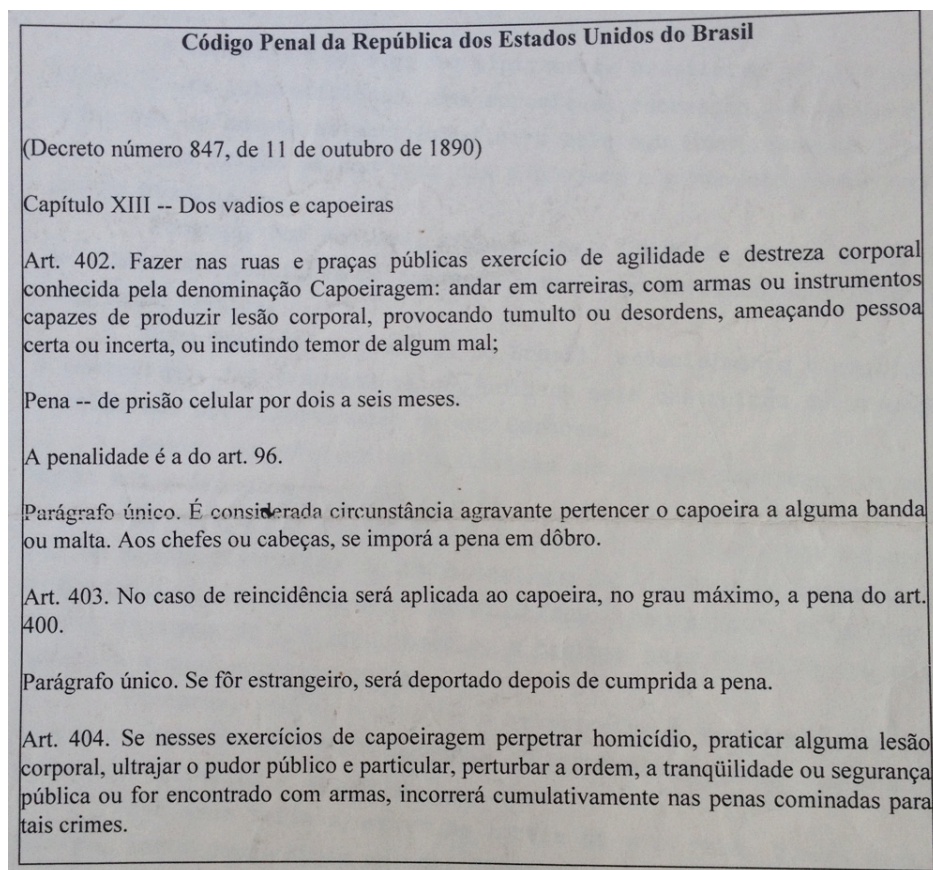 Código Penal da República dos Estados Unidos do Brasil
(Decreto número 847, de 11 de outubro de 1890)
Capítulo XIII -- Dos vadios e capoeiras
Art. 402. Fazer nas ruas e praças públicas exercício de agilidade e destreza corporal
conhecida pela denominação Capoeiragem: andar em carreiras, com armas ou instrumentos
capazes de produzir lesão corporal, provocando tumulto ou desordens, ameaçando pessoa
certa ou incerta, ou incutindo temor de algum mal;
Pena -- de prisão celular por dois a seis meses.
A penalidade é a do art. 96.
Parágrafo único. É considerada circunstância agravante pertencer o capoeira a alguma banda
ou malta. Aos chefes ou cabeças, se imporá a pena em dôbro.
Art. 403. No caso de reincidência será aplicada ao capoeira, no grau máximo, a pena do art.
400.
Parágrafo único. Se fôr estrangeiro, será deportado depois de cumprida a pena.
Art. 404. Se nesses exercícios de capoeiragem perpetrar homicídio, praticar alguma lesão
corporal, ultrajar o pudor público e particular, perturbar a ordem, a tranqüilidade ou segurança
pública ou for encontrado com armas, incorrerá cumulativamente nas penas cominadas para
tais crimes.